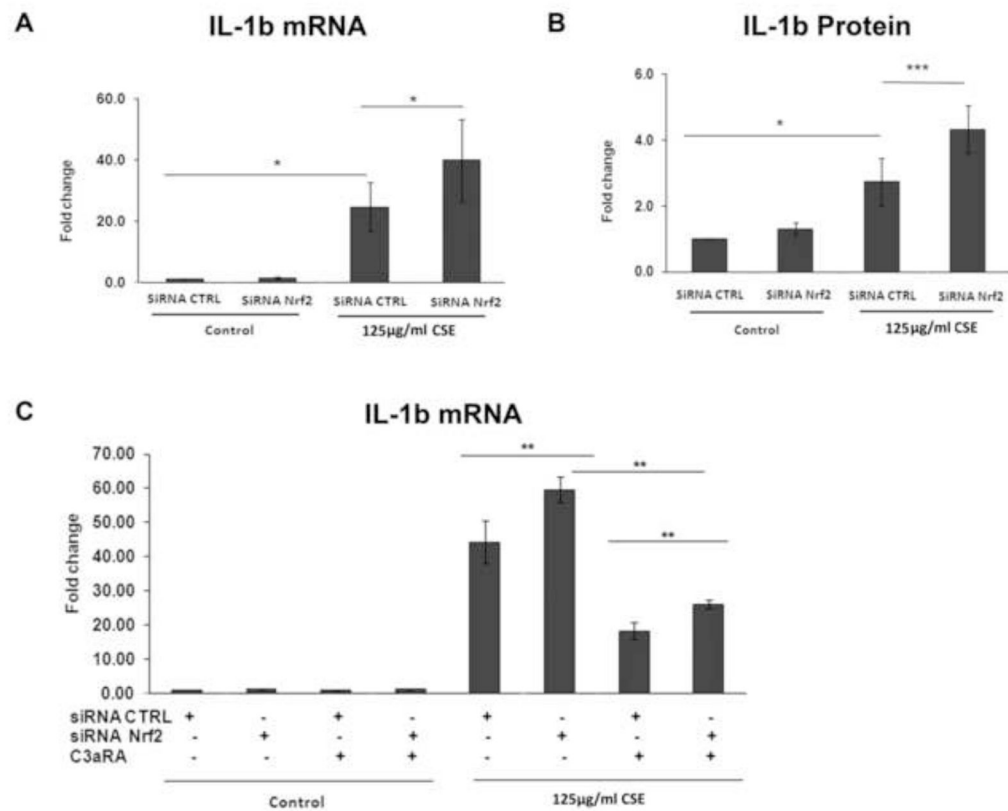 A
IL-1b mRNA
Fold change
60.0
40.0
20.0
0.0
*
*
SiRNA CTRL SiRNA Nrf2 SiRNA CTRL SiRNA Nrf2
Control 125µg/ml CSE
B
IL-1b Protein
Fold change
6.0
4.0
2.0
0.0
***
*
SiRNA CTRL SiRNA Nrf2 SiRNA CTRL SiRNA Nrf2
Control 125µg/ml CSE
C
IL-1b mRNA
Fold change
70.00
60.00
50.00
40.00
30.00
20.00
10.00
0.00
**
**
**
siRNA CTRL + - + - + - + -
siRNA Nrf2 - + - + - + - +
C3aRA - - + + - - + +
Control 125µg/ml CSE